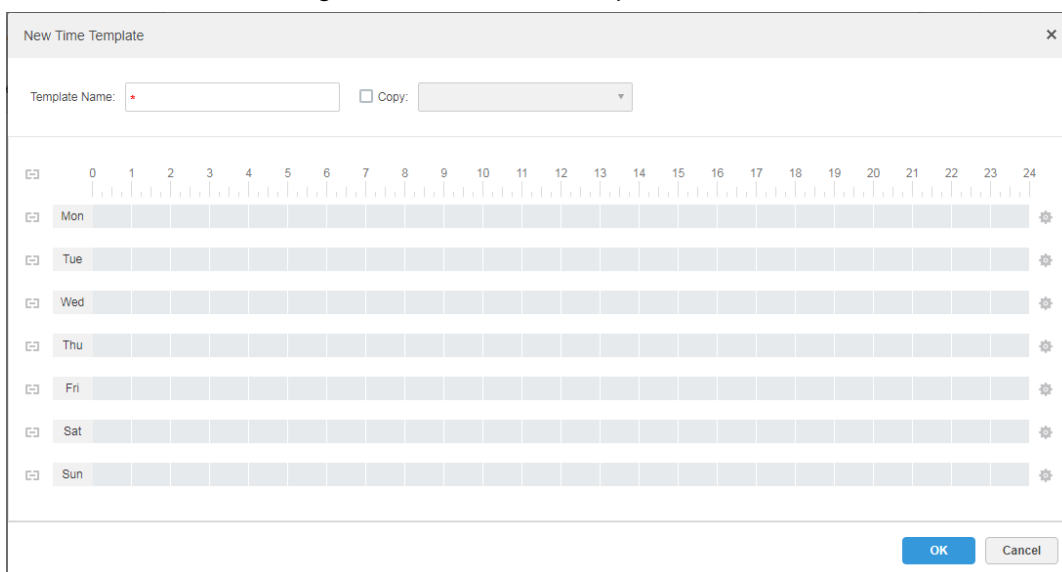 New Time Template ×
Template Name: * Copy:
0 1 2 3 4 5 6 7 8 9 10 11 12 13 14 15 16 17 18 19 20 21 22 23 24
Mon
Tue
Wed
Thu
Fri
Sat
Sun
OK Cancel